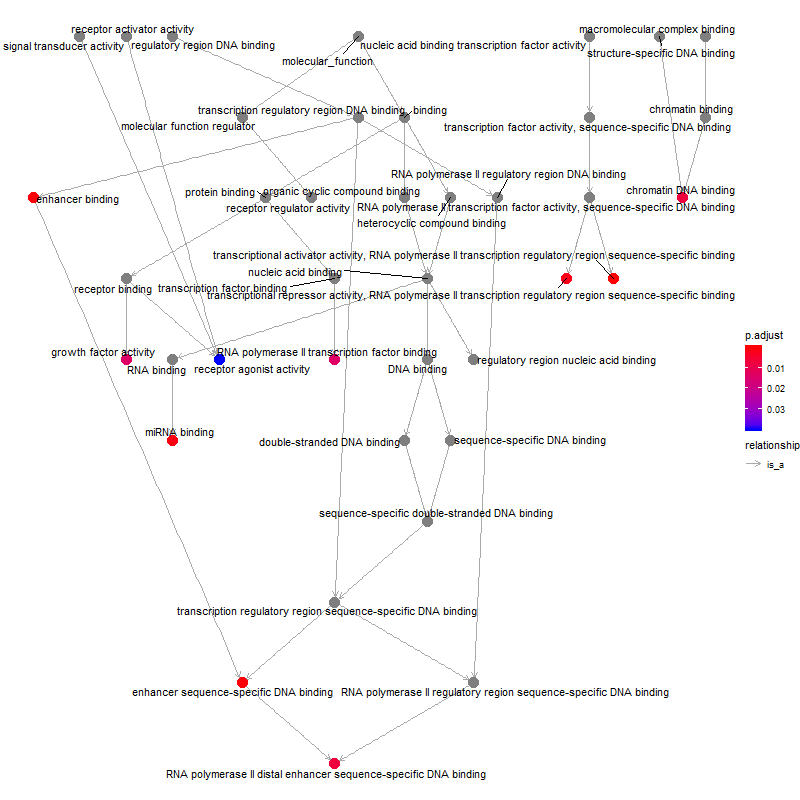 receptor activator activity
macromolecular complex binding
signal transducer activity
regulatory region DNA binding
nucleic acid binding transcription factor activity
structure-specific DNA binding
molecular_function
transcription regulatory region DNA binding
binding
chromatin binding
molecular function regulator
transcription factor activity, sequence-specific DNA binding
RNA polymerase II regulatory region DNA binding
protein binding
organic cyclic compound binding
chromatin DNA binding
enhancer binding
receptor regulator activity
RNA polymerase II transcription factor activity, sequence-specific DNA binding
heterocyclic compound binding
transcriptional activator activity, RNA polymerase II transcription regulatory region sequence-specific binding
nucleic acid binding
receptor binding
transcription factor binding
transcriptional repressor activity, RNA polymerase II transcription regulatory region sequence-specific binding
growth factor activity
RNA polymerase II transcription factor binding
regulatory region nucleic acid binding
RNA binding
receptor agonist activity
DNA binding
miRNA binding
double-stranded DNA binding
sequence-specific DNA binding
sequence-specific double-stranded DNA binding
transcription regulatory region sequence-specific DNA binding
enhancer sequence-specific DNA binding
RNA polymerase II regulatory region sequence-specific DNA binding
RNA polymerase II distal enhancer sequence-specific DNA binding
p.adjust
0.01
0.02
0.03
relationship
is_a